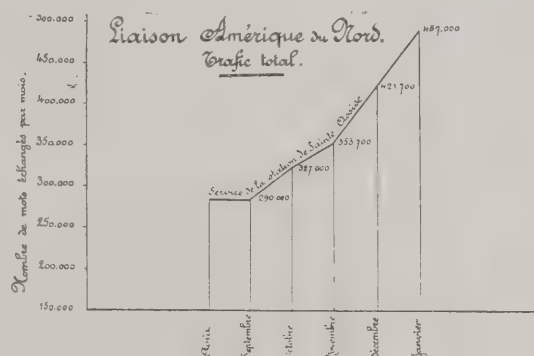 Liaison Amérique du Nord.
Trafic total.
Nombre de mots échangés par mois.
500.000
450.000
400.000
350.000
300.000
250.000
200.000
150.000
Service de la station de Sainte Assise
290.000
327.000
353.700
421.700
487.000
Août
Septembre
Octobre
Novembre
Décembre
Janvier